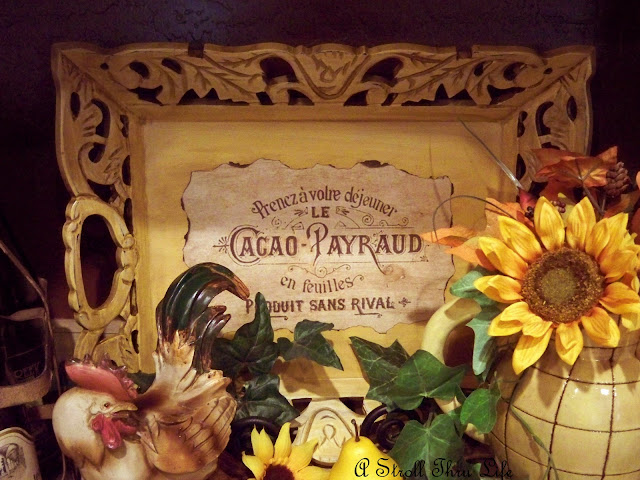 Prenez à votre déjeuner
LE
CACAO-PAYRAUD
en feuilles
PRODUIT SANS RIVAL
A Stroll Thru Life